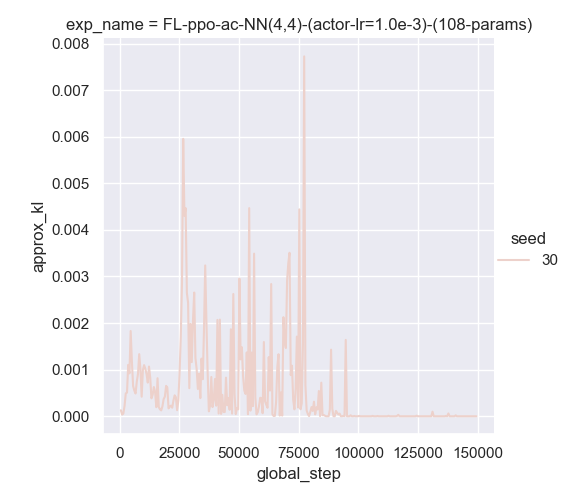 exp_name = FL-ppo-ac-NN(4,4)-(actor-lr=1.0e-3)-(108-params)
0.008
0.007
0.006
0.005
0.004
0.003
0.002
0.001
0.000
approx_kl
0 25000 50000 75000 100000 125000 150000
global_step
seed
30